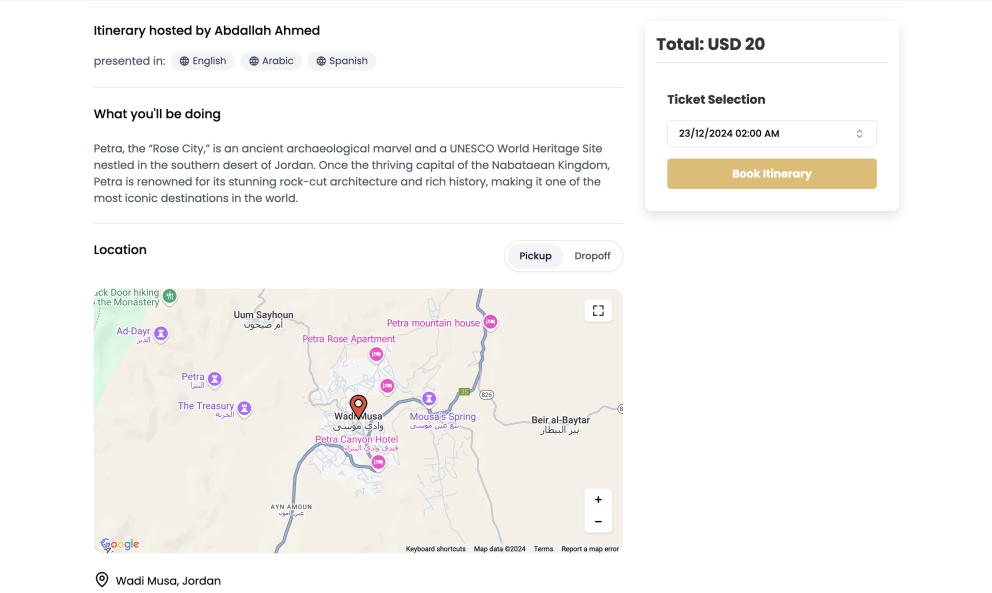 Itinerary hosted by Abdallah Ahmed
presented in: English Arabic Spanish
What you'll be doing
Petra, the “Rose City,” is an ancient archaeological marvel and a UNESCO World Heritage Site
nestled in the southern desert of Jordan. Once the thriving capital of the Nabataean Kingdom,
Petra is renowned for its stunning rock-cut architecture and rich history, making it one of the
most iconic destinations in the world.
Location
Pickup Dropoff
ck Door hiking
the Monastery
Ad-Dayr
الدير
Uum Sayhoun
أم صيحون
Petra mountain house
Petra Rose Apartment
Petra
البترا
The Treasury
الخزنة
35
826
Wadi Musa
وادي موسى
Mousa's Spring
نبع عين موسى
Beir al-Baytar
بير البيطار
8
Petra Canyon Hotel
فندق وادي البتراء
AYN AMOUN
عين أمون
+
−
Google
Keyboard shortcuts Map data ©2024 Terms Report a map error
Wadi Musa, Jordan
Total: USD 20
Ticket Selection
23/12/2024 02:00 AM
Book Itinerary